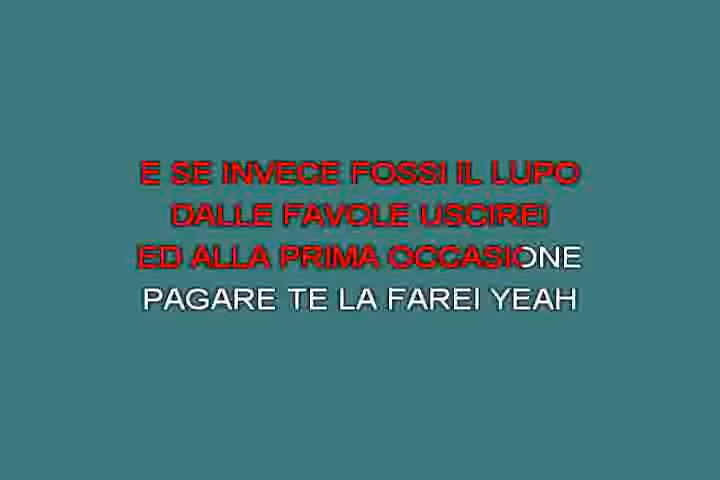 E SE INVECE FOSSI IL LUPO
DALLE FAVOLE USCIREI
ED ALLA PRIMA OCCASIONE
PAGARE TE LA FAREI YEAH